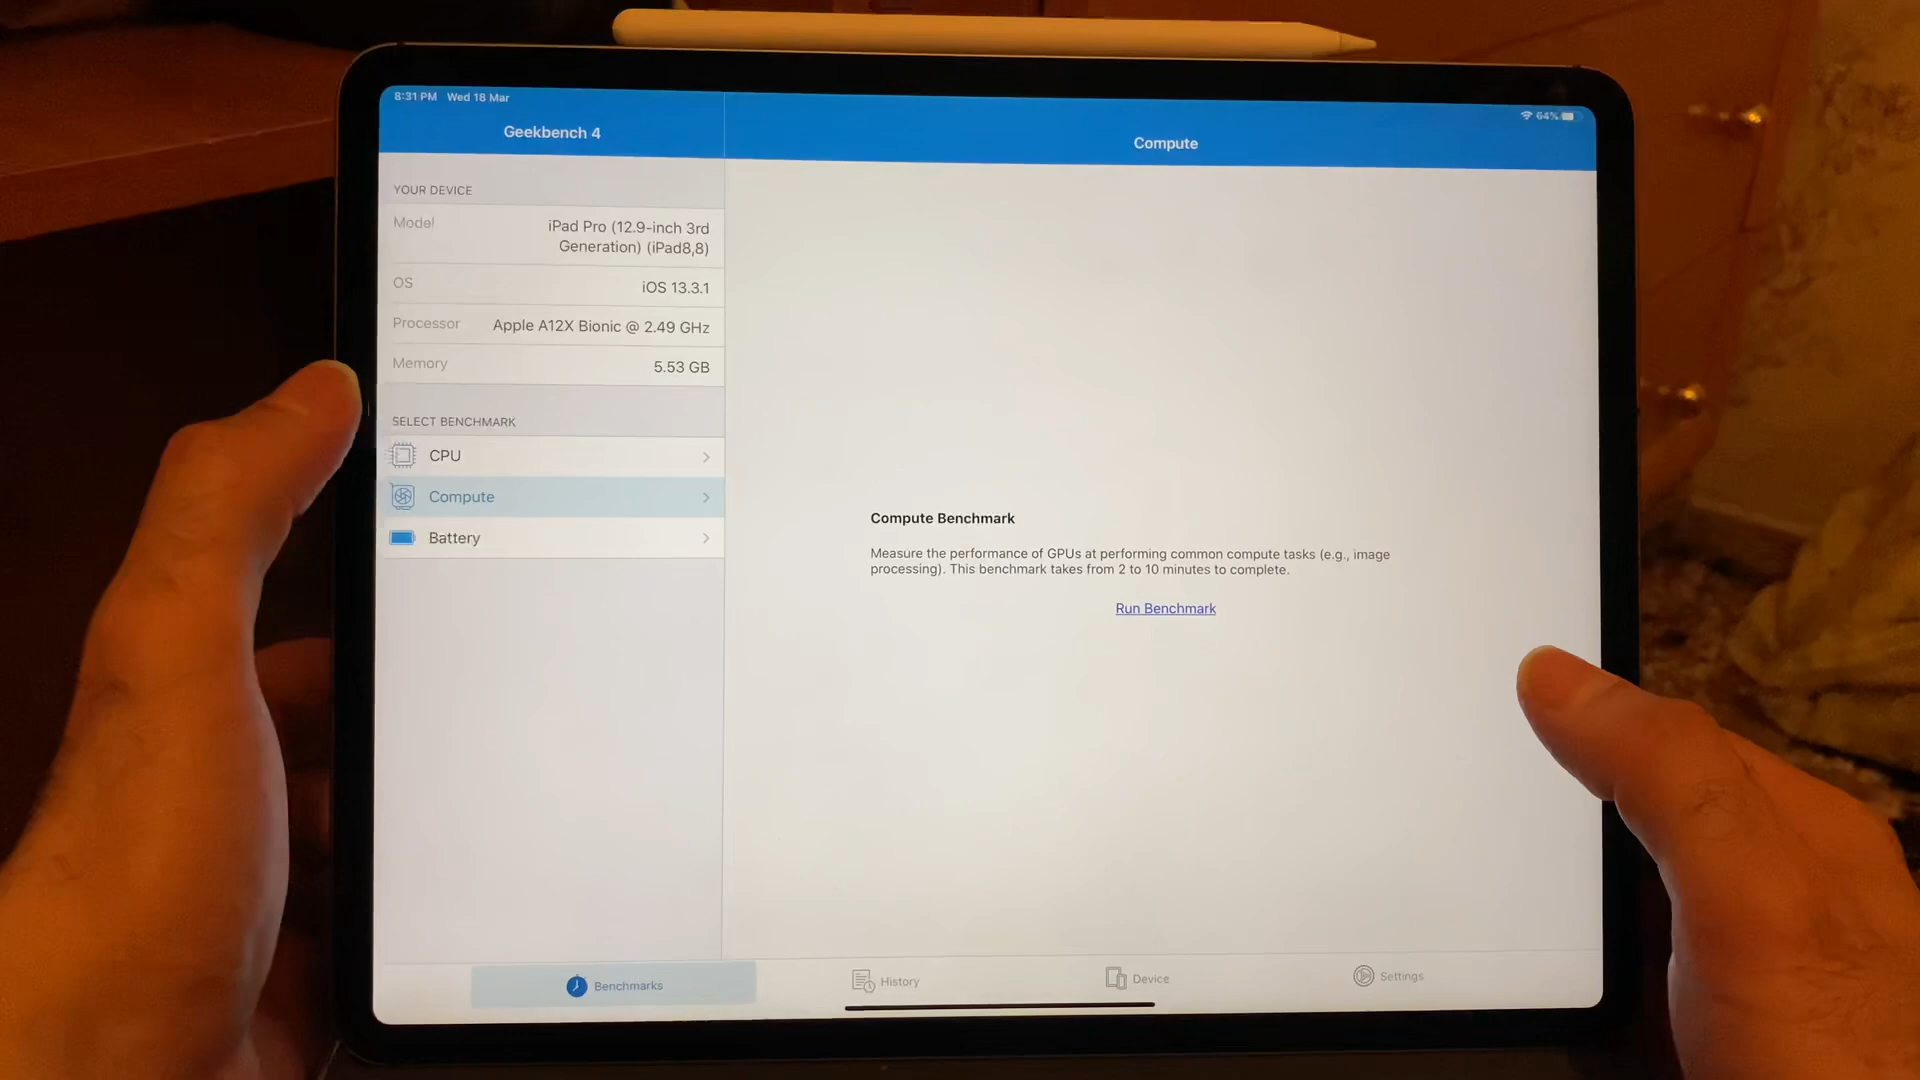 8:31 PM Wed 18 Mar
64%
Geekbench 4
Compute
YOUR DEVICE
Model
iPad Pro (12.9-inch 3rd
Generation) (iPad8,8)
OS
iOS 13.3.1
Processor
Apple A12X Bionic @ 2.49 GHz
Memory
5.53 GB
SELECT BENCHMARK
CPU
Compute
Battery
Compute Benchmark
Measure the performance of GPUs at performing common compute tasks (e.g., image
processing). This benchmark takes from 2 to 10 minutes to complete.
Run Benchmark
Benchmarks
History
Device
Settings